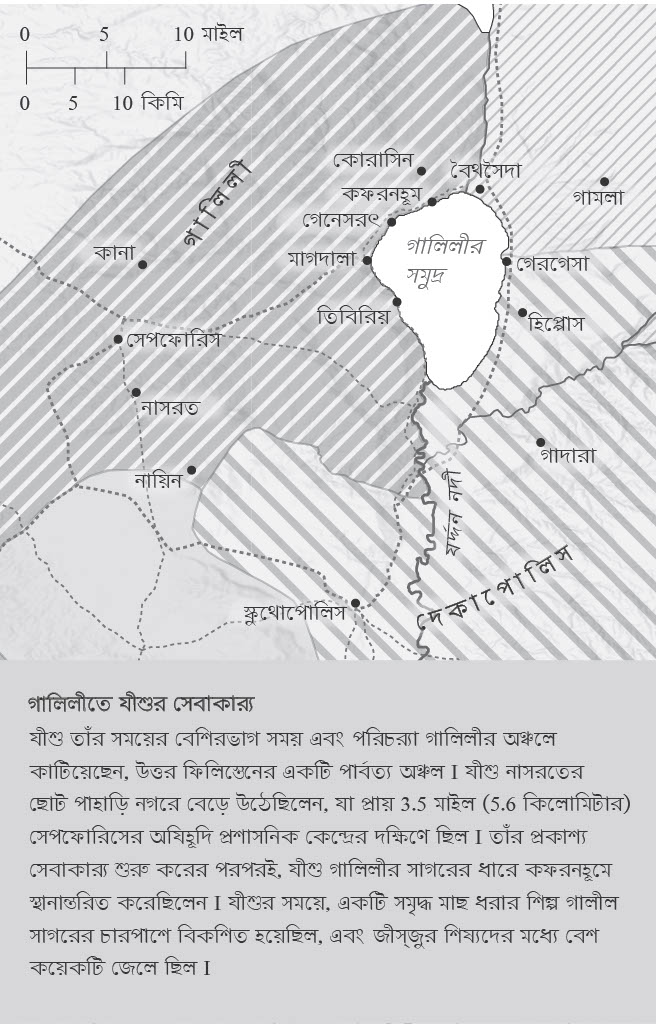 0 5 10 মাইল
0 5 10 কিমি
গালিলী
কোরাসিন
বৈথসৈদা
গামলা
কফরনহূম
গেনেসরৎ
কানা
মাগদালা
গালিলীর
সমুদ্র
গেরগেসা
তিবিরিয়
হিপ্পোস
সেপফোরিস
নাসরত
গাদারা
নায়িন
যর্দ্দন নদী
দেকাপোলিস
স্কুথোপোলিস
গালিলীতে যীশুর সেবাকার্য
যীশু তাঁর সময়ের বেশিরভাগ সময় এবং পরিচর্যা গালিলীর অঞ্চলে
কাটিয়েছেন, উত্তর ফিলিস্তেনের একটি পার্বত্য অঞ্চল I যীশু নাসরতের
ছোট পাহাড়ি নগরে বেড়ে উঠেছিলেন, যা প্রায় 3.5 মাইল (5.6 কিলোমিটার)
সেপফোরিসের অযিহূদি প্রশাসনিক কেন্দ্রের দক্ষিণে ছিল I তাঁর প্রকাশ্য
সেবাকার্য শুরু করের পরপরই, যীশু গালিলীর সাগরের ধারে কফরনহূমে
স্থানান্তরিত করেছিলেন I যীশুর সময়ে, একটি সমৃদ্ধ মাছ ধরার শিল্প গালীল
সাগরের চারপাশে বিকশিত হয়েছিল, এবং জীস্জুর শিষ্যদের মধ্যে বেশ
কয়েকটি জেলে ছিল I